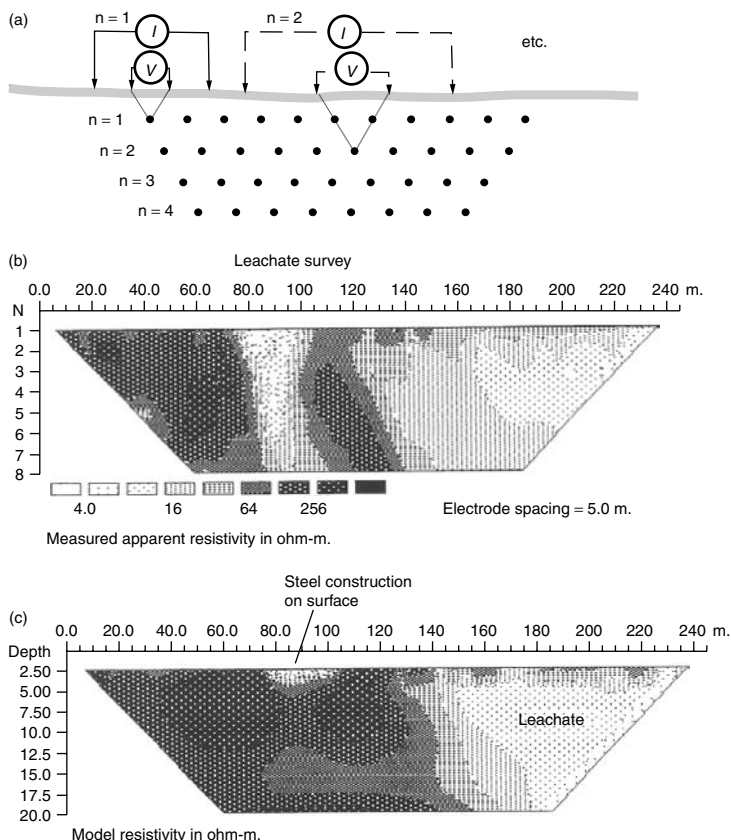 (a)
n = 1
I
n = 2
I
etc.
V
V
n = 1
n = 2
n = 3
n = 4
(b)
Leachate survey
0.0 20.0 40.0 60.0 80.0 100.0 120.0 140 160 180 200 220 240 m.
N
1
2
3
4
5
6
7
8
4.0 16 64 256 Electrode spacing = 5.0 m.
Measured apparent resistivity in ohm-m.
Steel construction
on surface
(c)
0.0 20.0 40.0 60.0 80.0 100.0 120.0 140 160 180 200 220 240 m.
Depth
2.50
5.00
7.50
10.0
12.5
15.0
17.5
20.0
Leachate
Model resistivity in ohm-m.